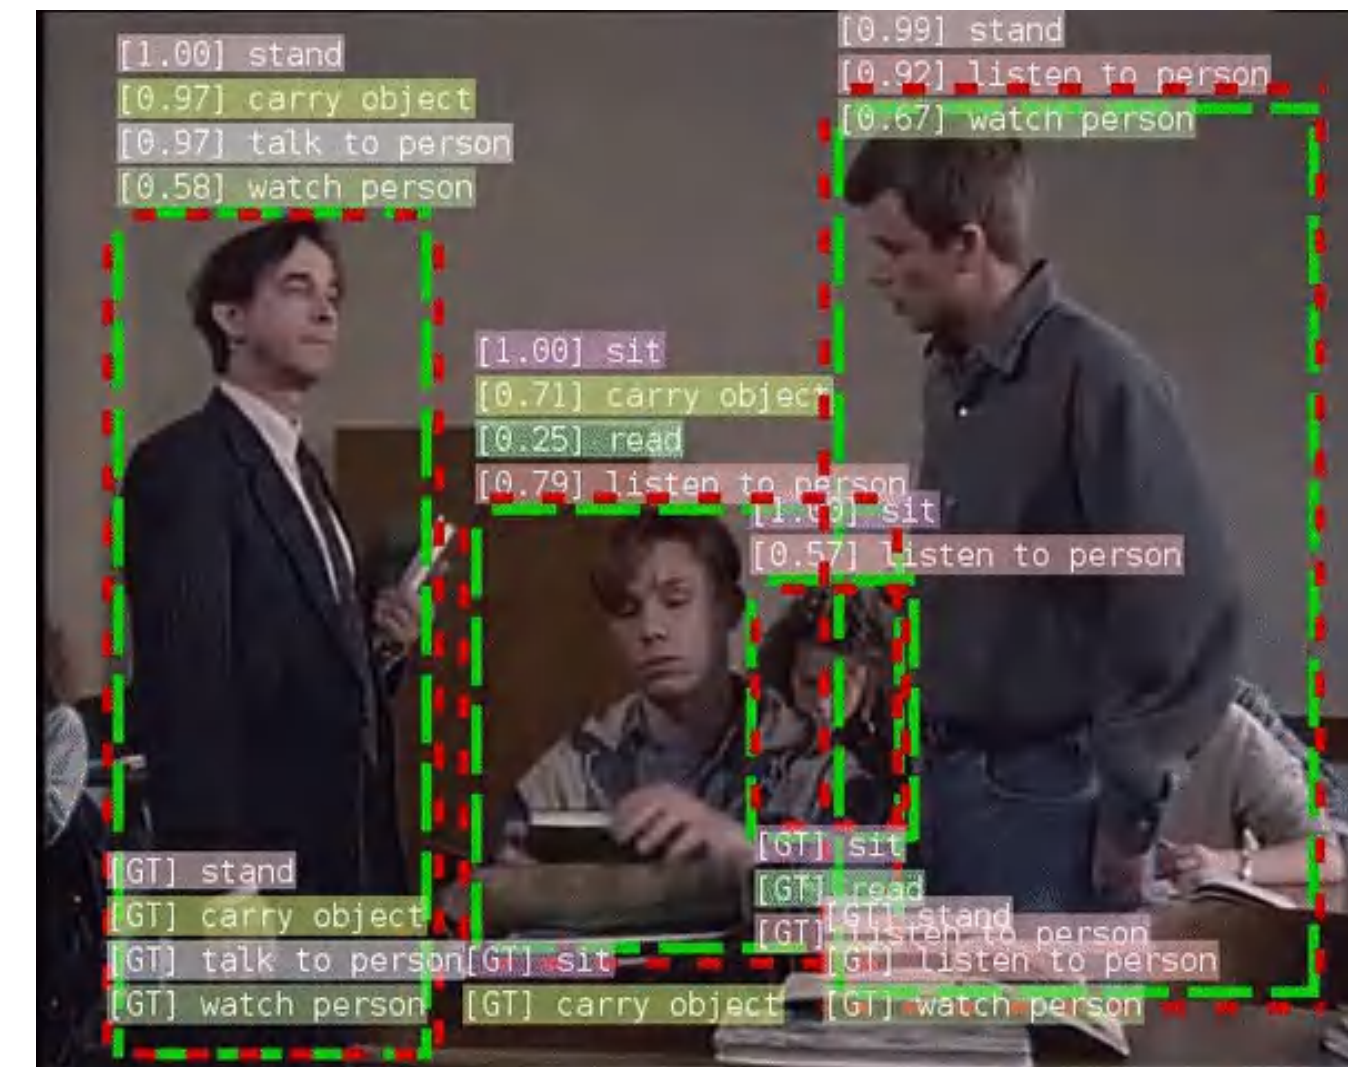 [1.00] stand
[0.97] carry object
[0.97] talk to person
[0.58] watch person
[0.99] stand
[0.92] listen to person
[0.67] watch person
[1.00] sit
[0.71] carry object
[0.25] read
[0.79] listen to person
[1.00] sit
[0.57] listen to person
[GT] stand
[GT] carry object
[GT] talk to person
[GT] watch person
[GT] sit
[GT] carry object
[GT] sit
[GT] read
[GT] listen to person
[GT] stand
[GT] listen to person
[GT] watch person